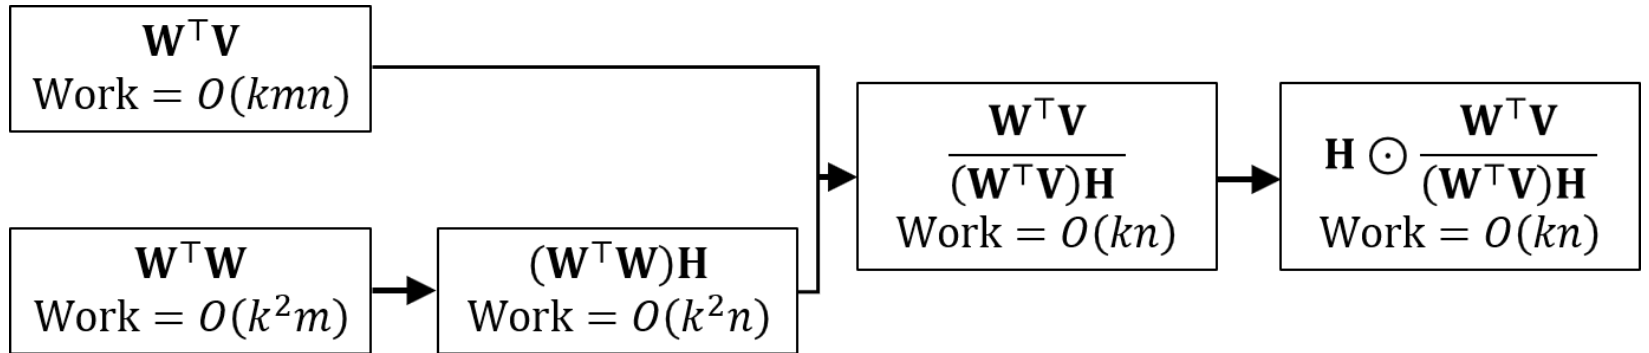 W⊤V
Work = O(kmn)
W⊤W
Work = O(k²m)
(W⊤W)H
Work = O(k²n)
W⊤V
(W⊤V)H
Work = O(kn)
H ⊙ W⊤V
(W⊤V)H
Work = O(kn)